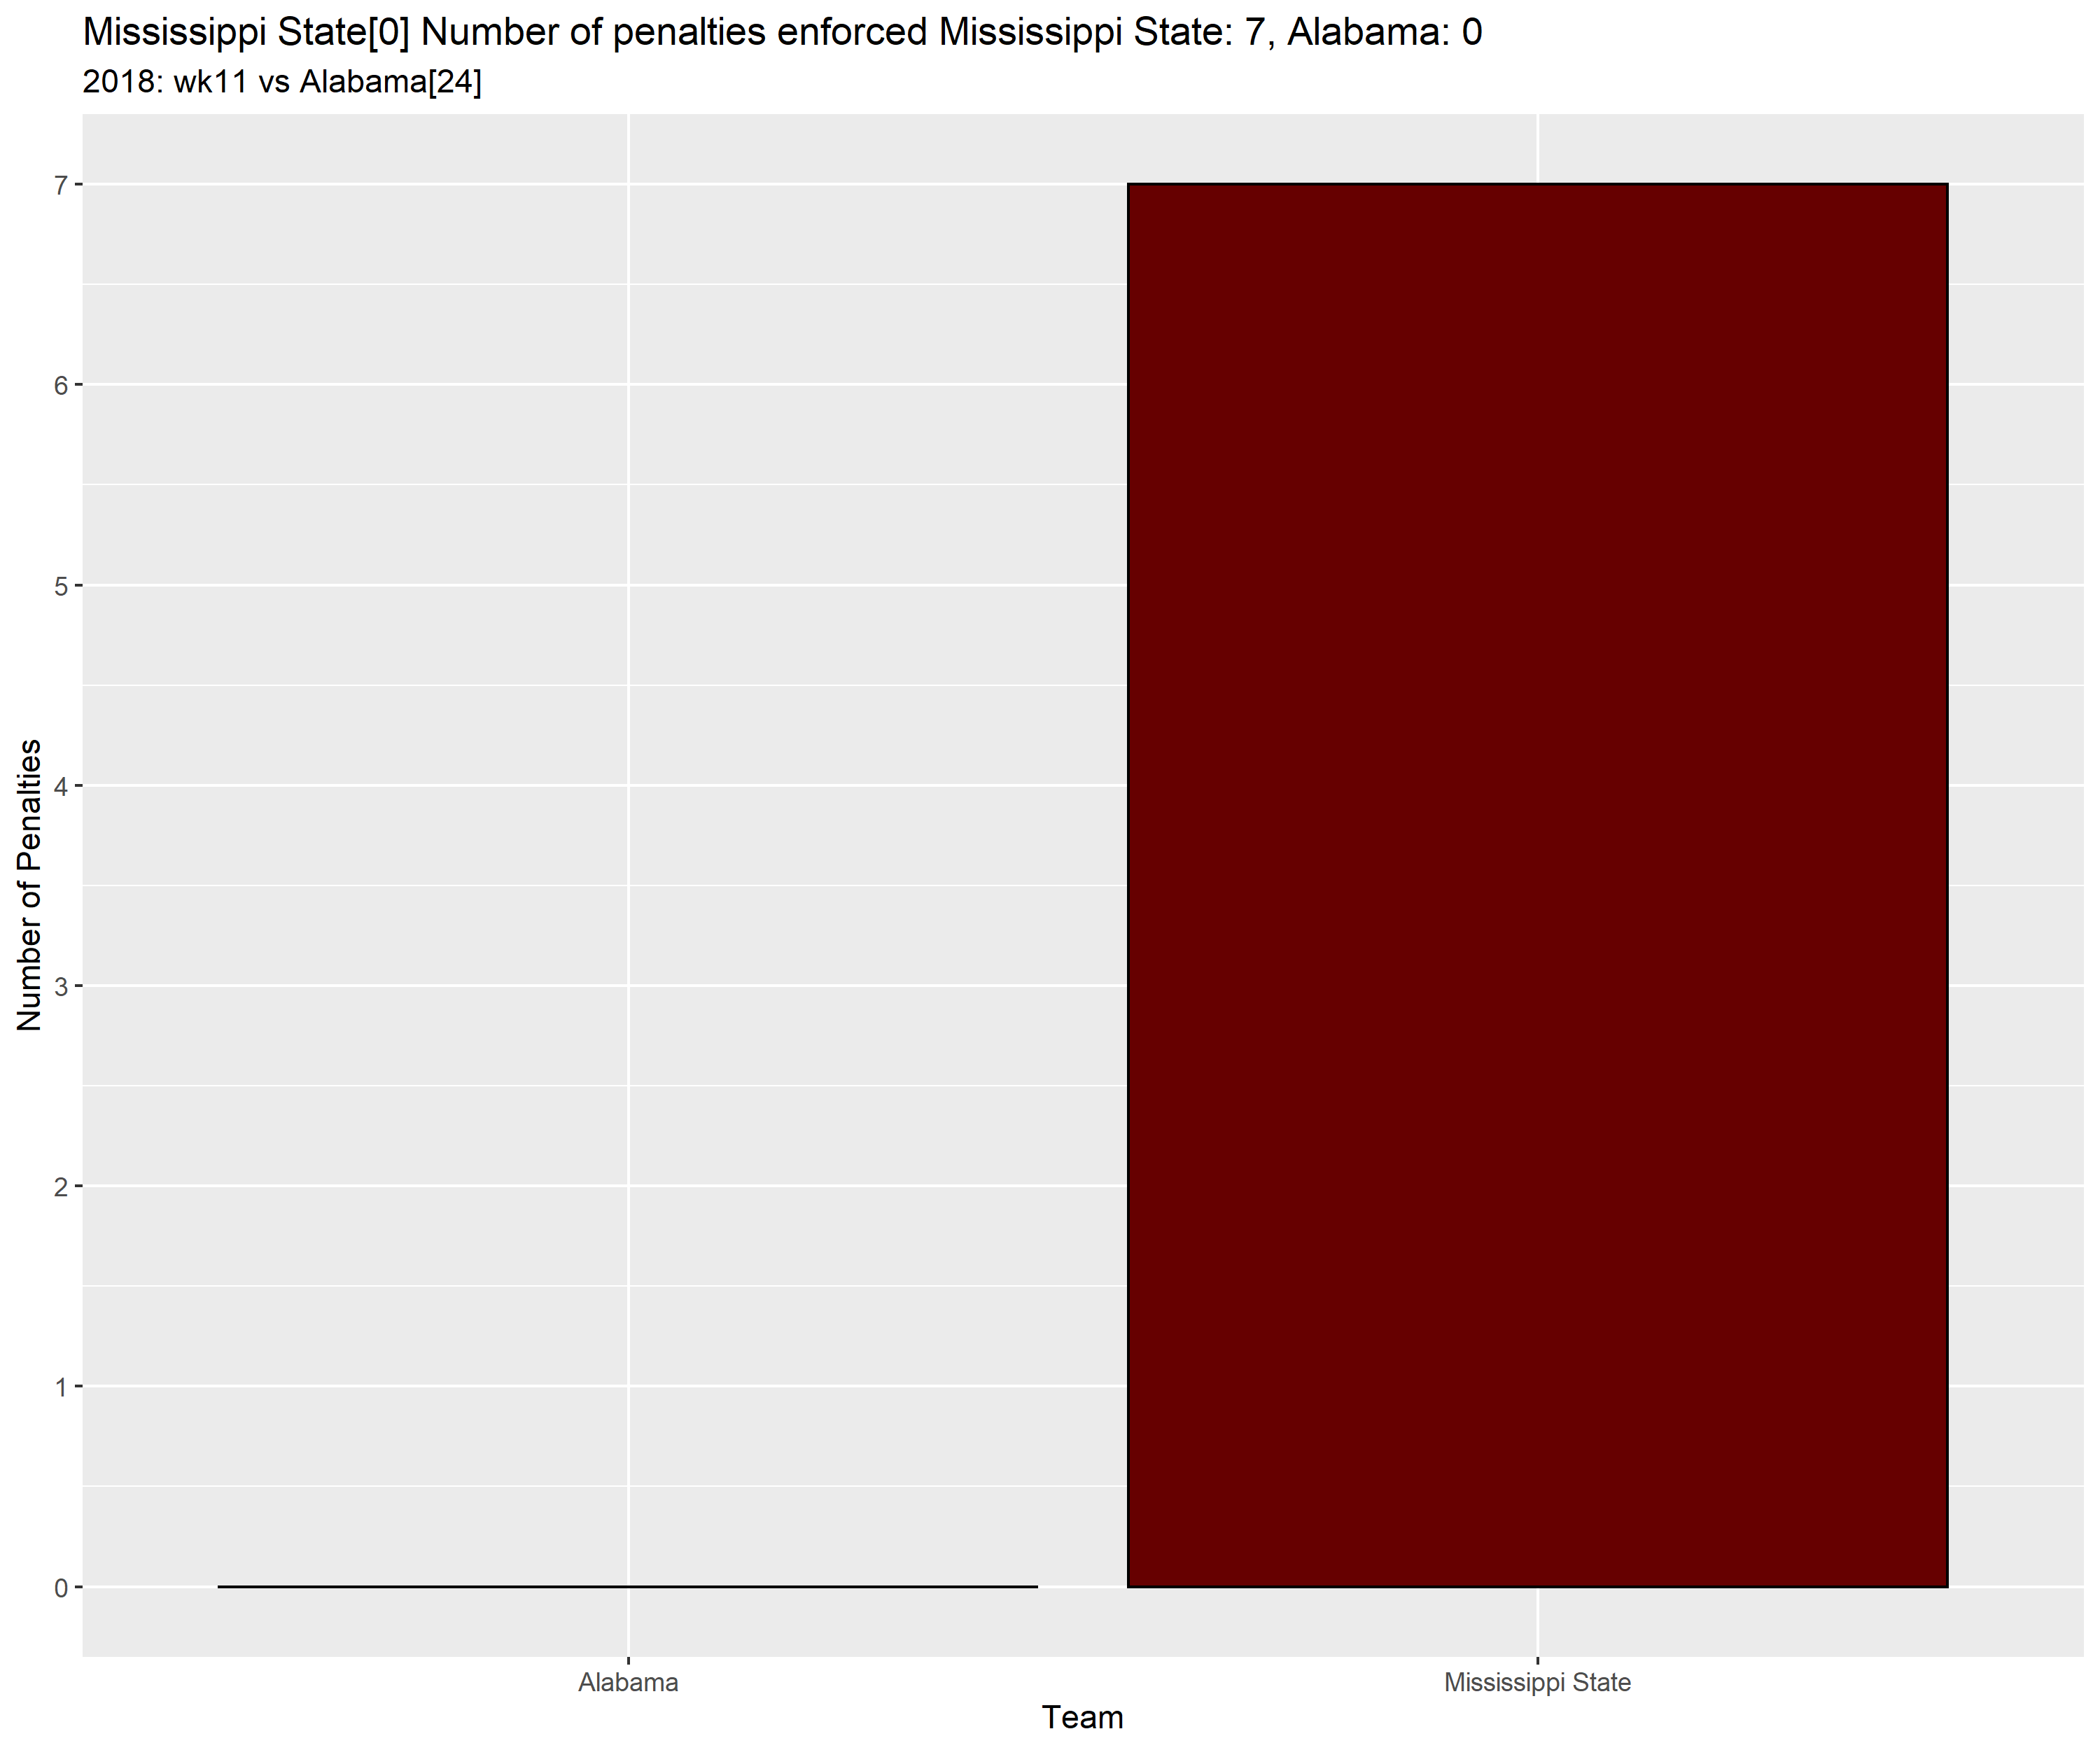 Mississippi State[0] Number of penalties enforced Mississippi State: 7, Alabama: 0
2018: wk11 vs Alabama[24]
Number of Penalties
7
6
5
4
3
2
1
0
Alabama
Mississippi State
Team